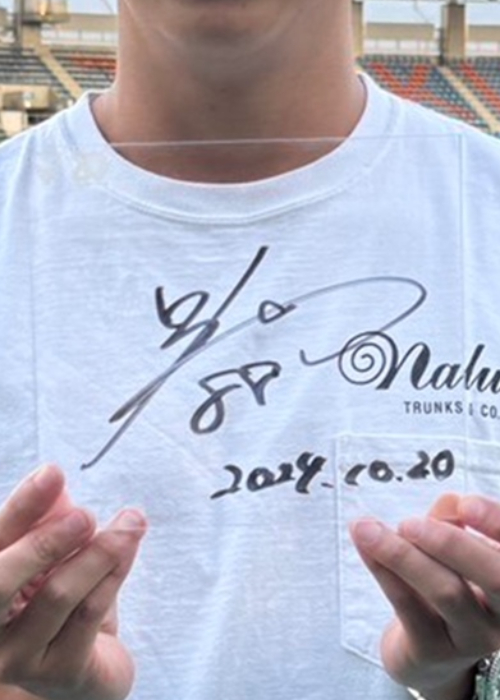 88
Nalu
TRUNKS & CO.
2024.10.20